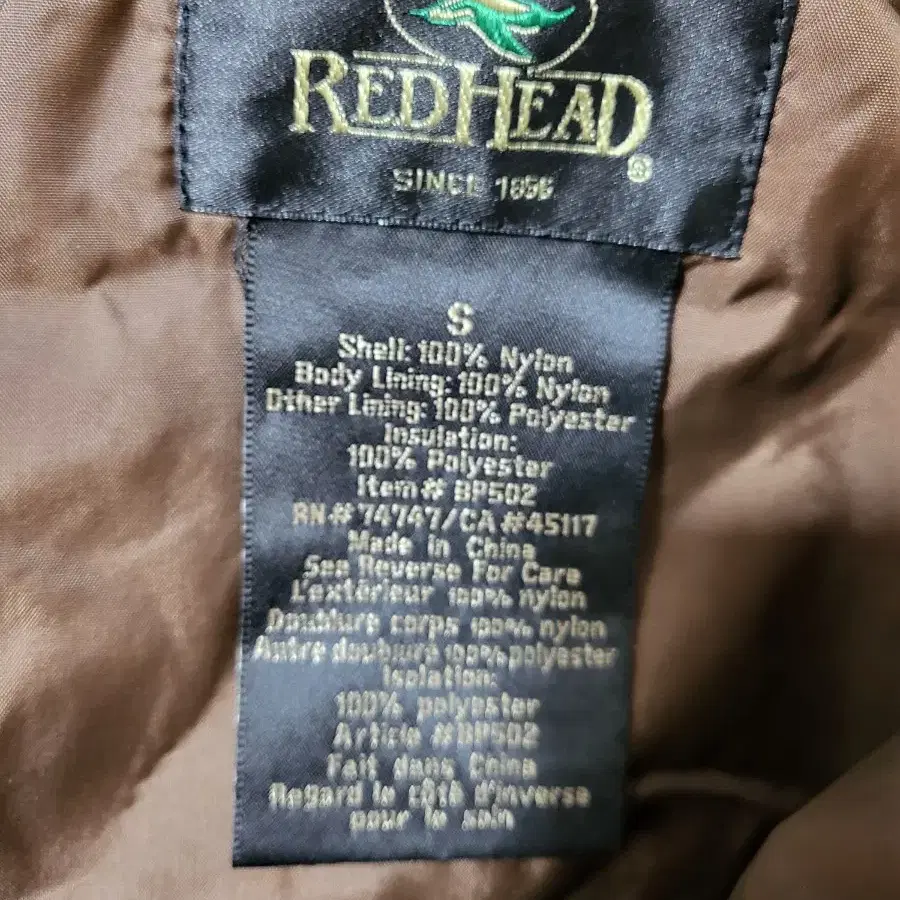 REDHEAD®
SINCE 1856
S
Shell: 100% Nylon
Body Lining: 100% Nylon
Other Lining: 100% Polyester
Insulation:
100% Polyester
Item# BP502
RN# 74747/CA #45117
Made in China
See Reverse For Care
L'extérieur 100% nylon
Doublure corps 100% nylon
Autre doublure 100% polyester
Isolation:
100% polyester
Article #BP502
Fait dans China
Regard le côté d'inverse
pour le soin